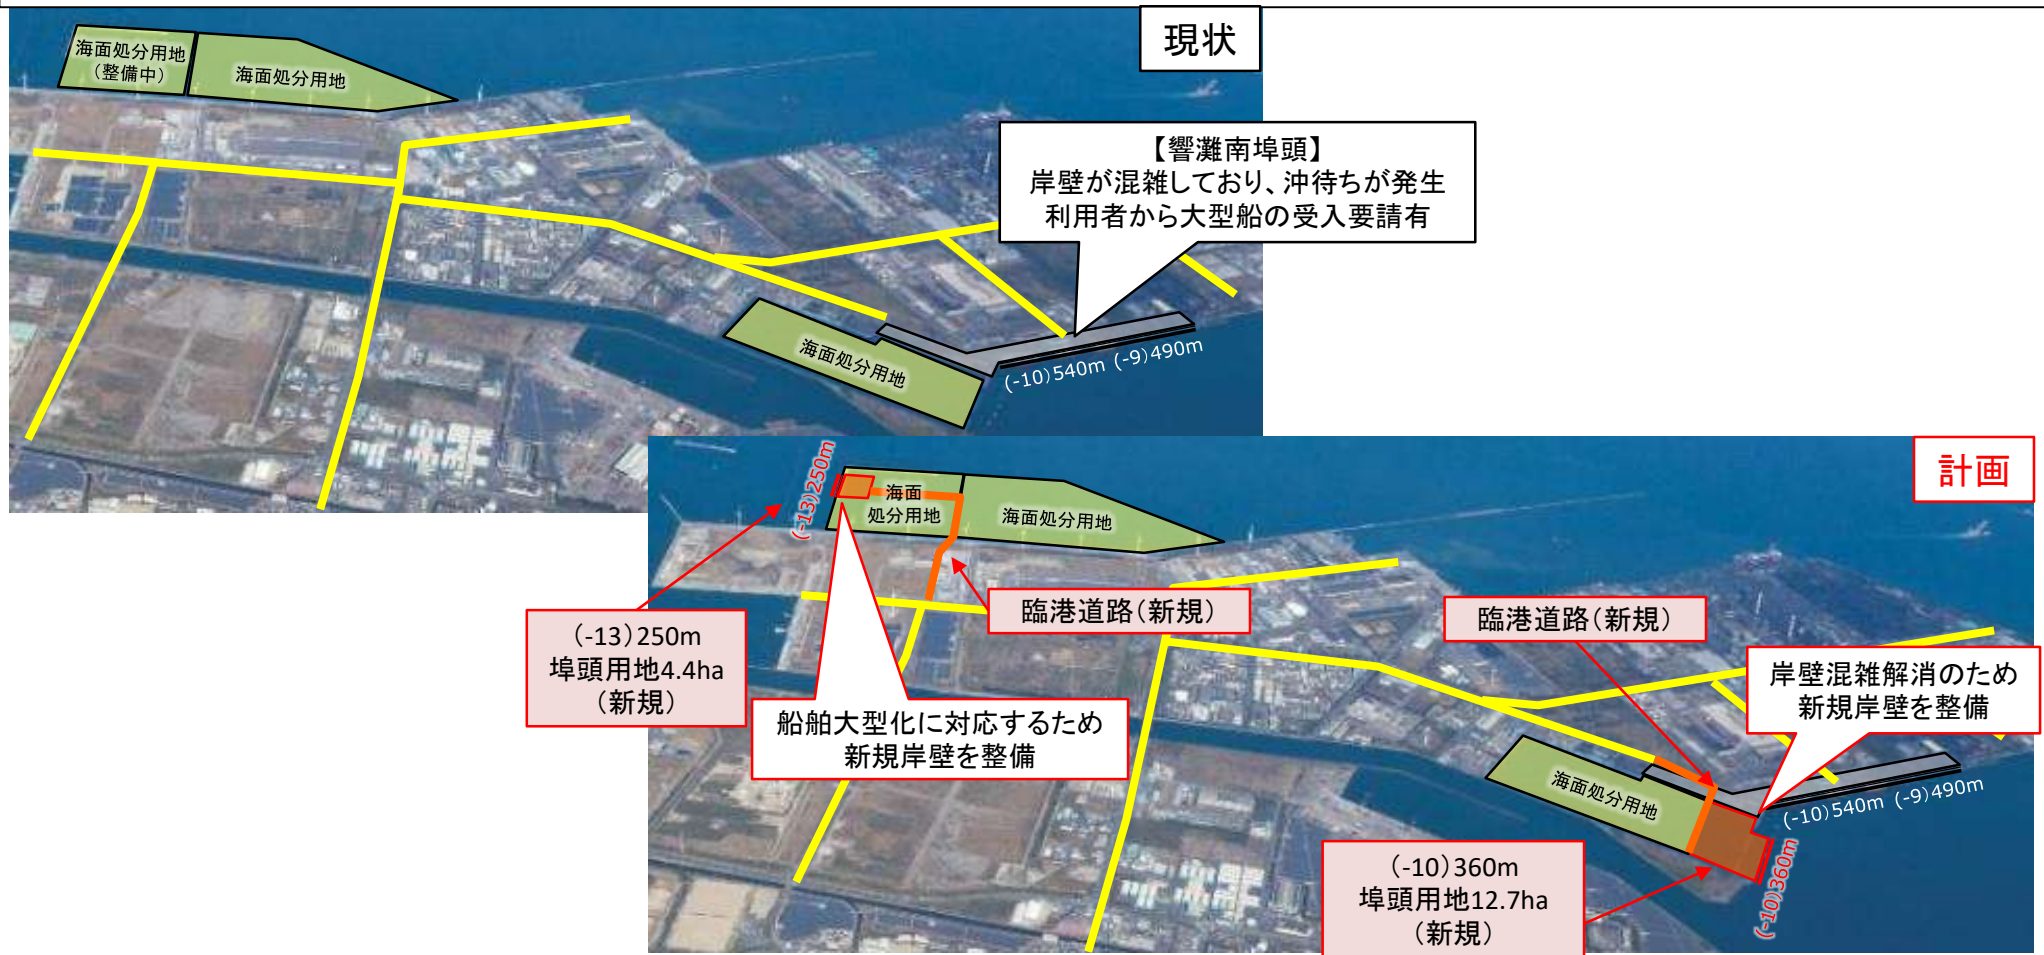 現状
海面処分用地
（整備中）
海面処分用地
【響灘南埠頭】
岸壁が混雑しており、沖待ちが発生
利用者から大型船の受入要請有
海面処分用地
(-10)540m (-9)490m
計画
(-13)250m
海面
処分用地
海面処分用地
(-13)250m
埠頭用地4.4ha
（新規）
臨港道路（新規）
船舶大型化に対応するため
新規岸壁を整備
臨港道路（新規）
岸壁混雑解消のため
新規岸壁を整備
海面処分用地
(-10)540m (-9)490m
(-10)360m
(-10)360m
埠頭用地12.7ha
（新規）